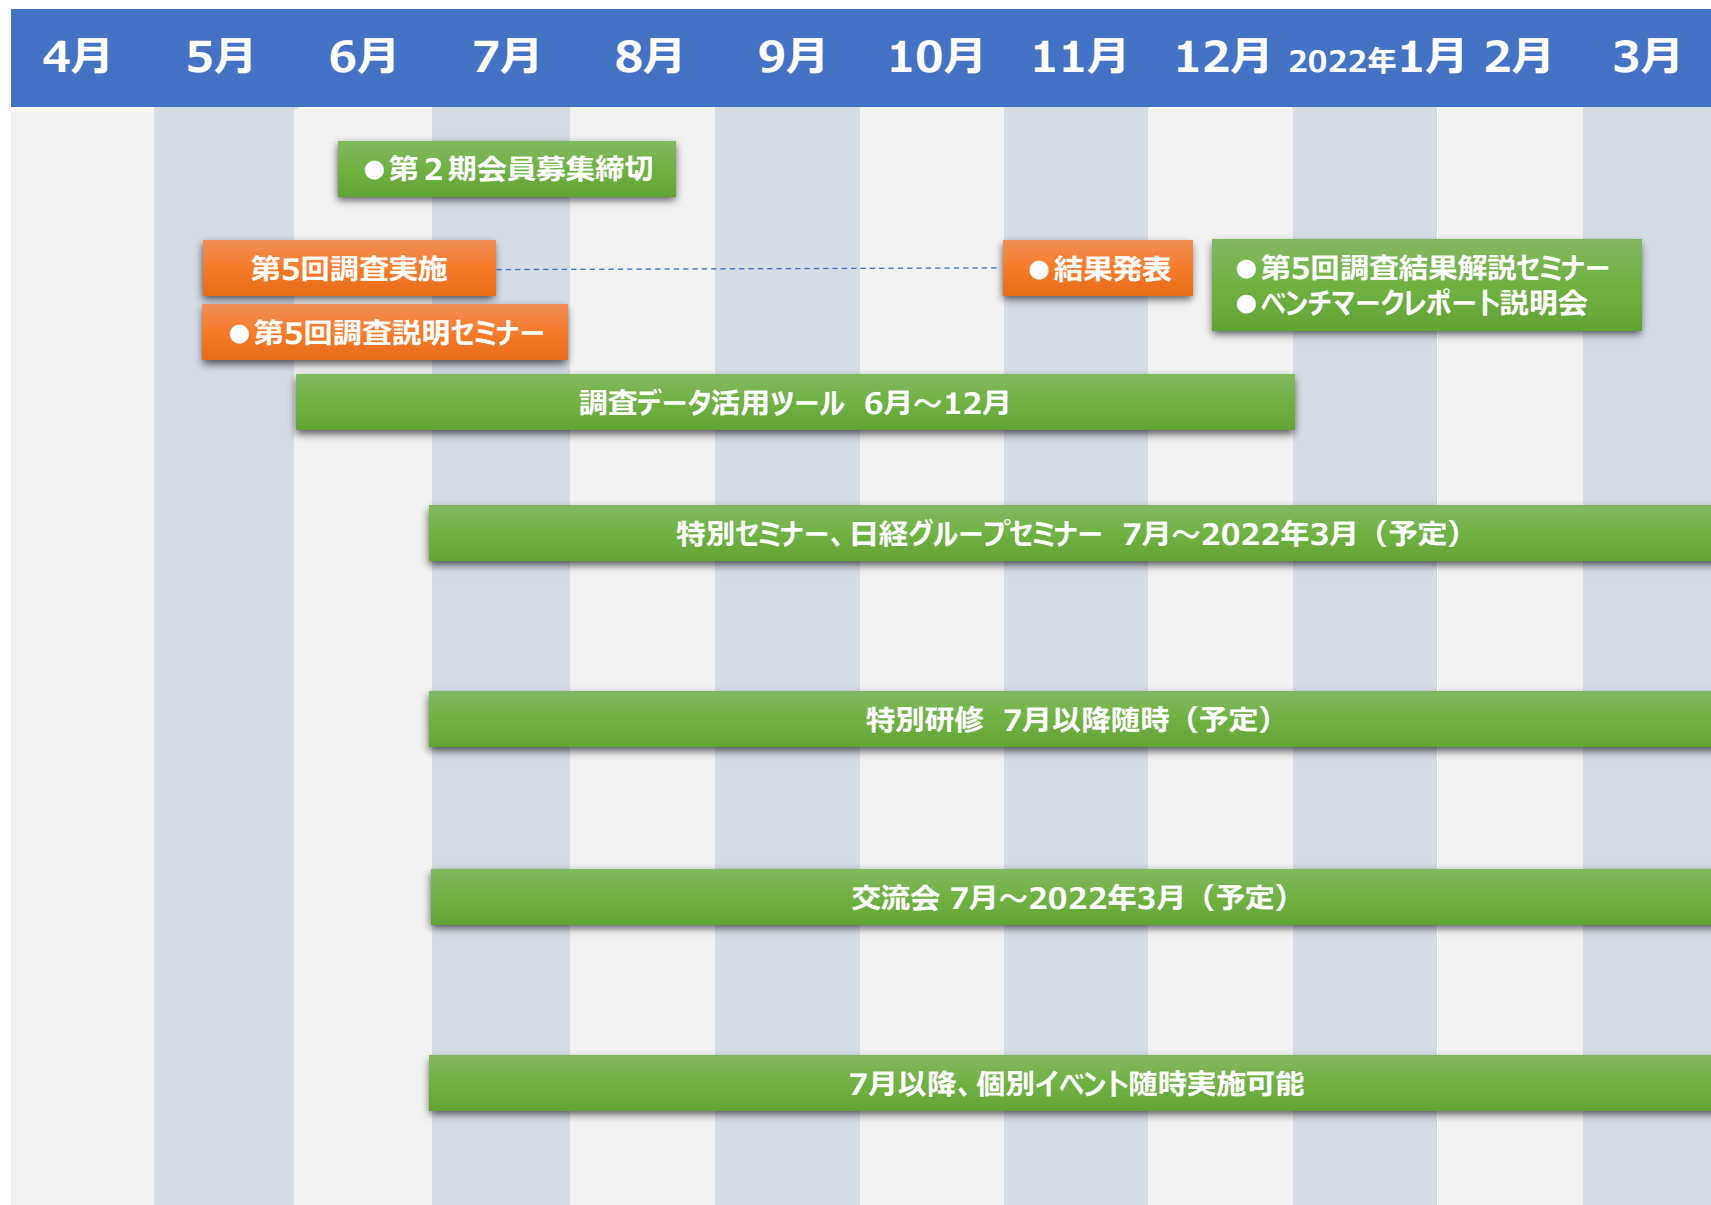 4月 5月 6月 7月 8月 9月 10月 11月 12月 2022年1月 2月 3月
●第２期会員募集締切
第5回調査実施
●結果発表
●第5回調査結果解説セミナー
●ベンチマークレポート説明会
●第5回調査説明セミナー
調査データ活用ツール 6月～12月
特別セミナー、日経グループセミナー 7月～2022年3月（予定）
特別研修 7月以降随時（予定）
交流会 7月～2022年3月（予定）
7月以降、個別イベント随時実施可能